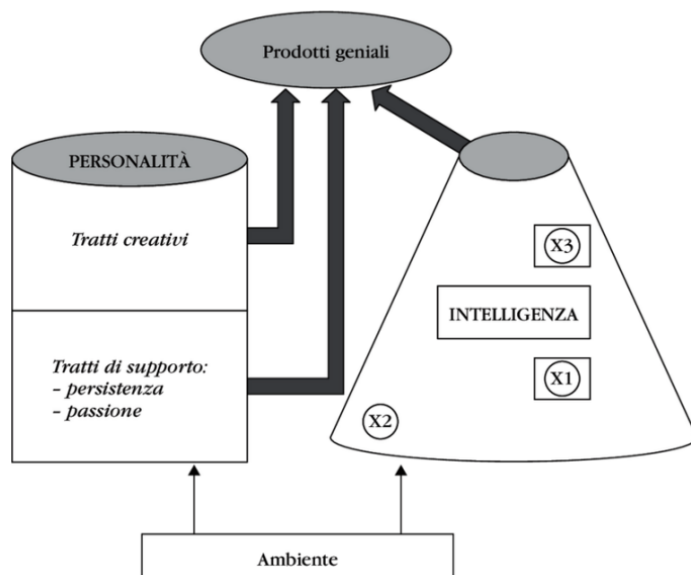 Prodotti geniali
PERSONALITÀ
Tratti creativi
Tratti di supporto:
– persistenza
– passione
X3
INTELLIGENZA
X1
X2
Ambiente